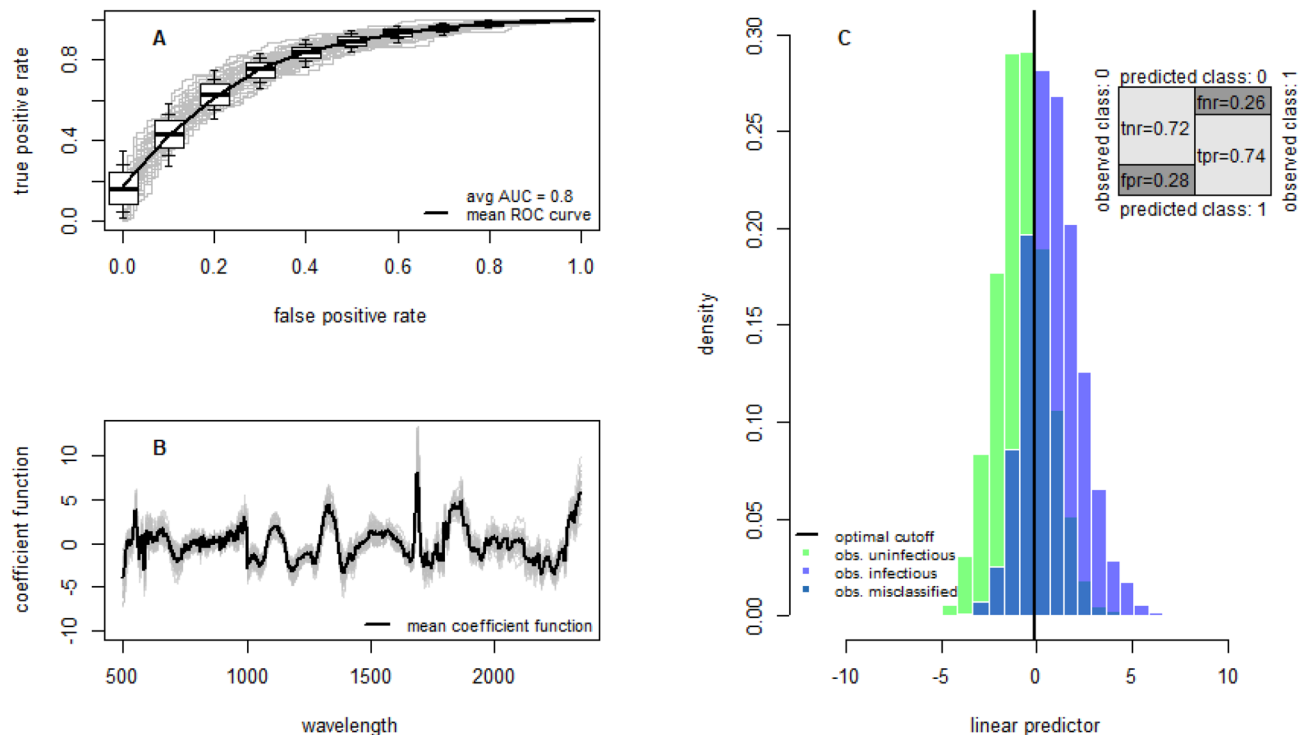 A
true positive rate
0.0
0.4
0.8
avg AUC = 0.8
mean ROC curve
0.0 0.2 0.4 0.6 0.8 1.0
false positive rate
B
coefficient function
-10
-5
0
5
10
mean coefficient function
500 1000 1500 2000
wavelength
C
density
0.00
0.05
0.10
0.15
0.20
0.25
0.30
predicted class: 0
observed class: 0
observed class: 1
fnr=0.26
tnr=0.72
tpr=0.74
fpr=0.28
predicted class: 1
optimal cutoff
obs. uninfectious
obs. infectious
obs. misclassified
-10 -5 0 5 10
linear predictor